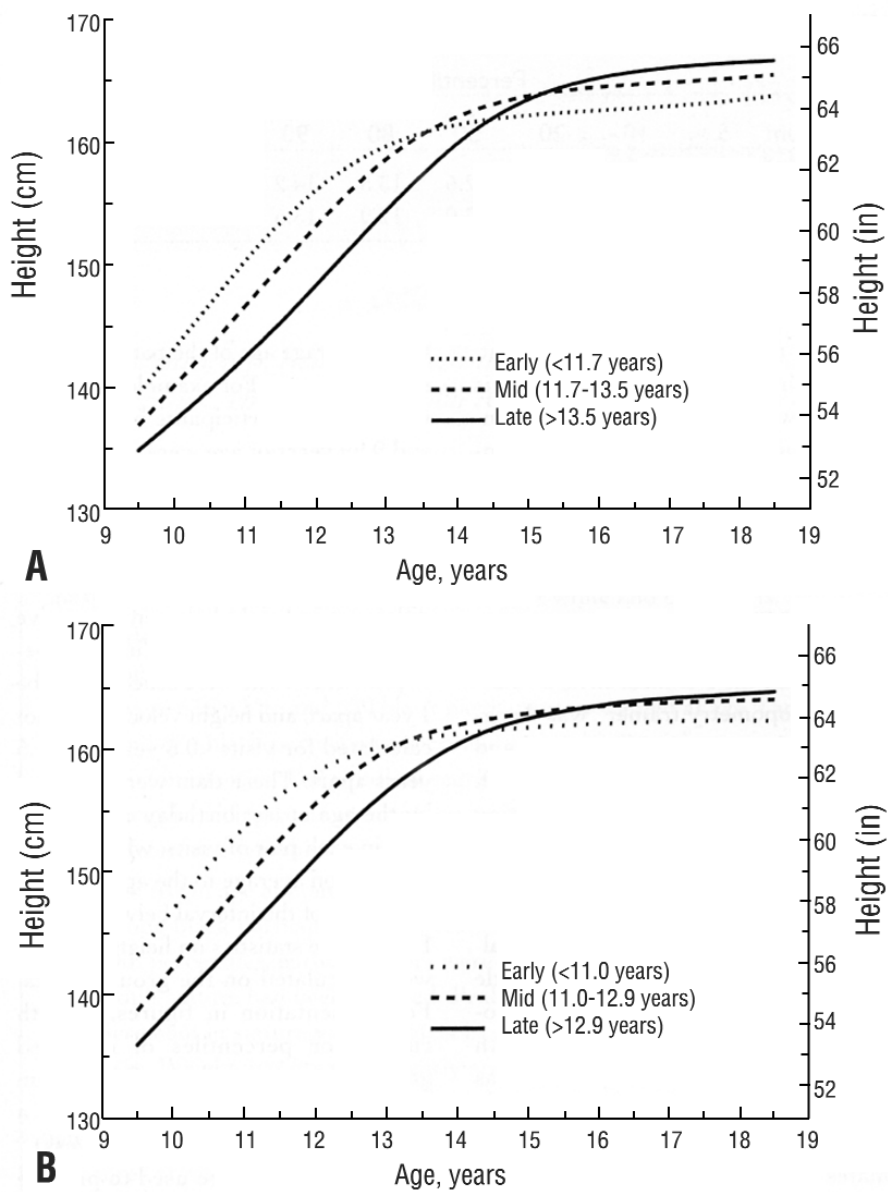 170
160
150
140
130
Height (cm)
66
64
62
60
58
56
54
52
Height (in)
Early (<11.7 years)
Mid (11.7-13.5 years)
Late (>13.5 years)
9 10 11 12 13 14 15 16 17 18 19
Age, years
A
170
160
150
140
130
Height (cm)
66
64
62
60
58
56
54
52
Height (in)
Early (<11.0 years)
Mid (11.0-12.9 years)
Late (>12.9 years)
9 10 11 12 13 14 15 16 17 18 19
Age, years
B